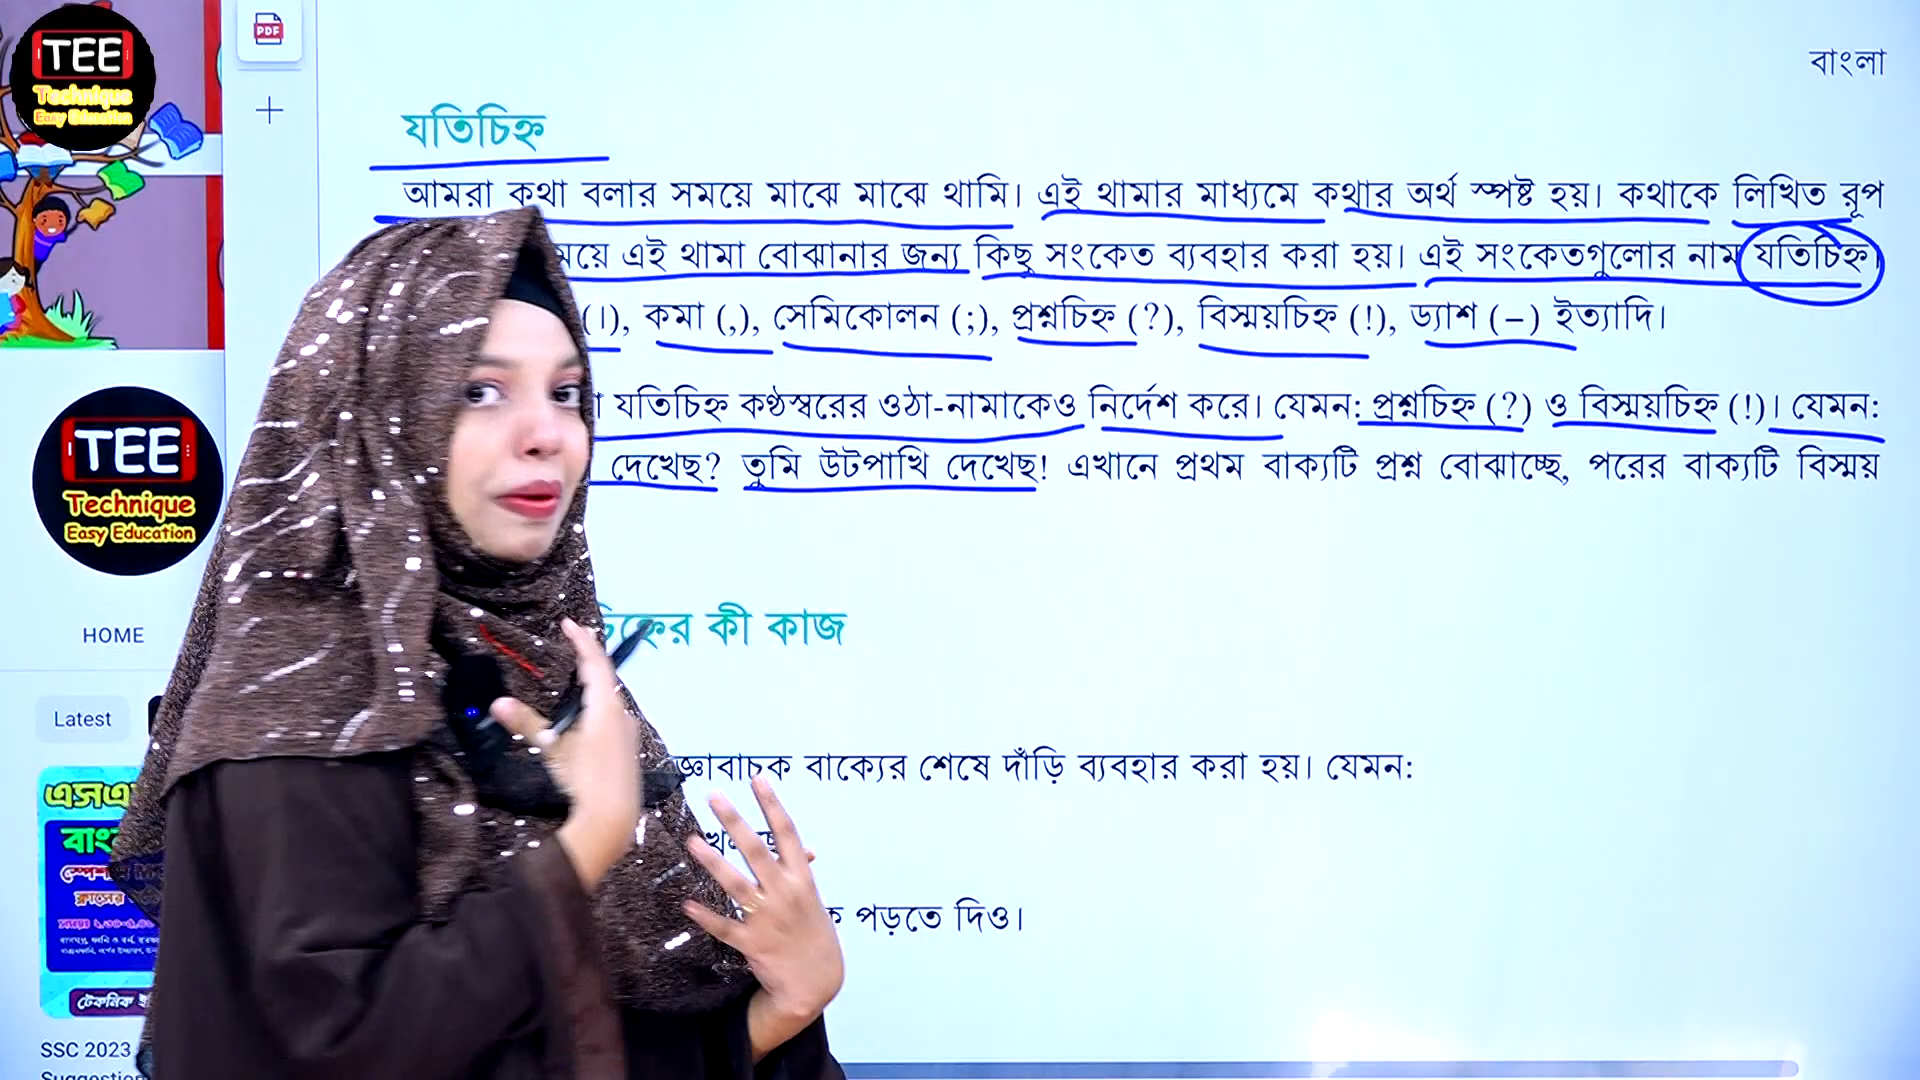 TEE
Technique
Easy Education
PDF
বাংলা
যতিচিহ্ন
আমরা কথা বলার সময়ে মাঝে মাঝে থামি। এই থামার মাধ্যমে কথার অর্থ স্পষ্ট হয়। কথাকে লিখিত রূপ
এই থামা বোঝানার জন্য কিছু সংকেত ব্যবহার করা হয়। এই সংকেতগুলোর নাম যতিচিহ্ন।
(।), কমা (,), সেমিকোলন (;), প্রশ্নচিহ্ন (?), বিস্ময়চিহ্ন (!), ড্যাশ (–) ইত্যাদি।
যতিচিহ্ন কণ্ঠস্বরের ওঠা-নামাকেও নির্দেশ করে। যেমন: প্রশ্নচিহ্ন (?) ও বিস্ময়চিহ্ন (!)। যেমন:
দেখেছ? তুমি উটপাখি দেখেছ! এখানে প্রথম বাক্যটি প্রশ্ন বোঝাচ্ছে, পরের বাক্যটি বিস্ময়
TEE
Technique
Easy Education
কী কাজ
HOME
Latest
বাক্যের শেষে দাঁড়ি ব্যবহার করা হয়। যেমন:
পড়তে দিও।
SSC 2023